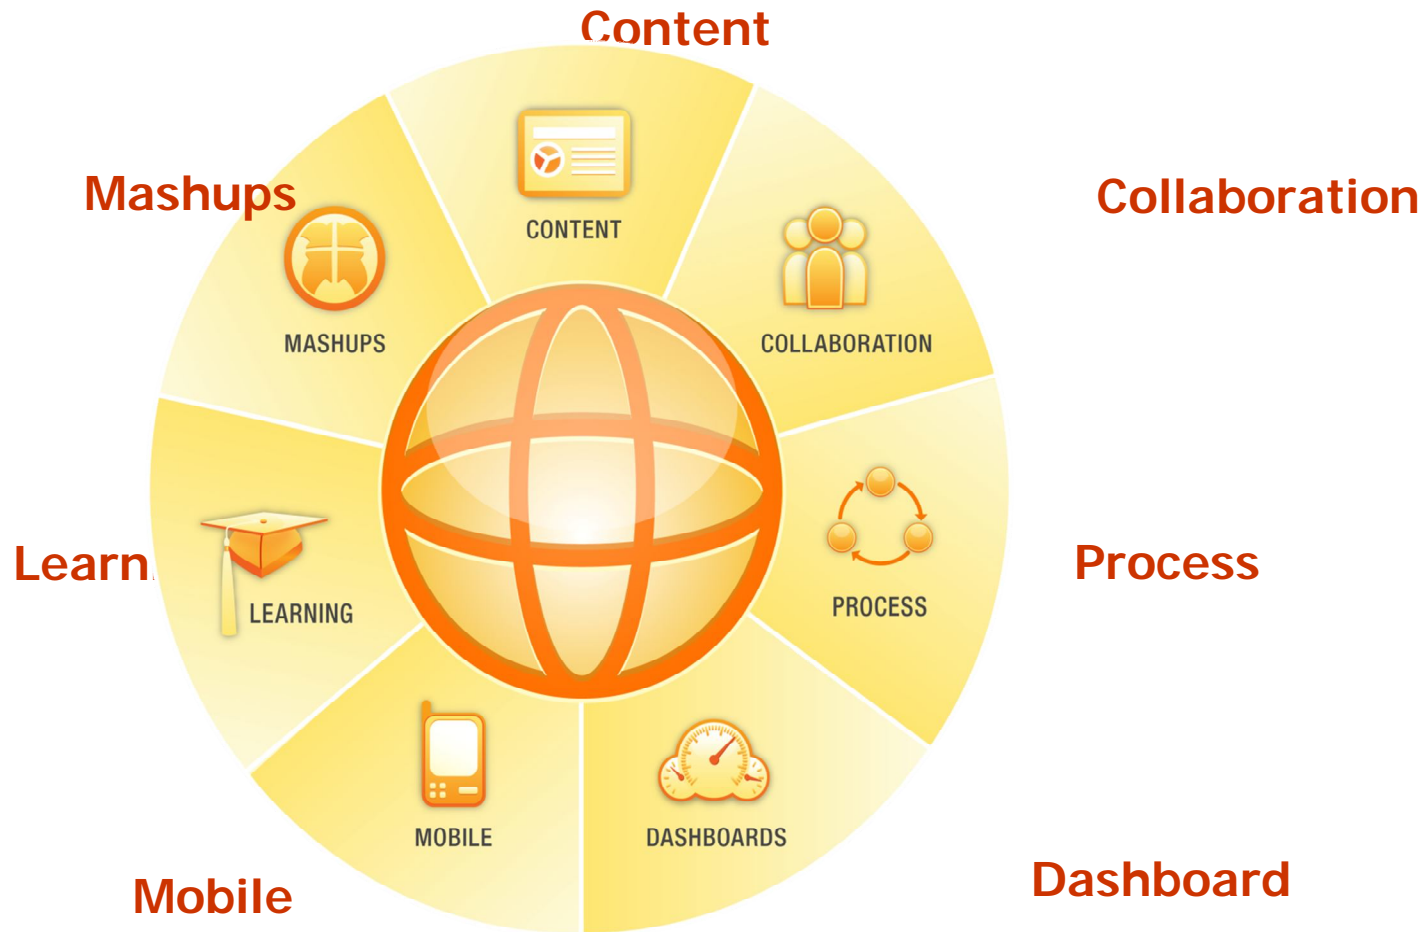 Content
CONTENT
Mashups
MASHUPS
Collaboration
COLLABORATION
Learn
LEARNING
Process
PROCESS
MOBILE
Mobile
DASHBOARDS
Dashboard